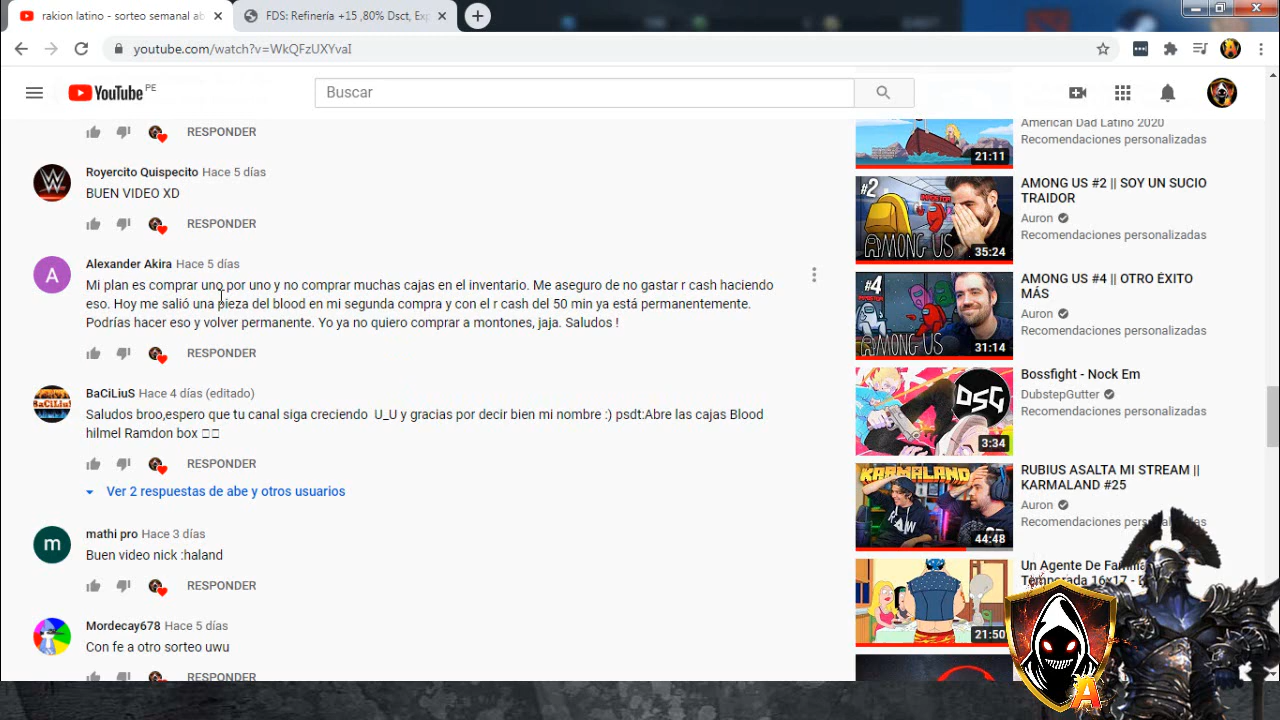 rakion latino - sorteo semanal ab
FDS: Refinería +15 ,80% Dsct, Exp
youtube.com/watch?v=WkQFzUXYvaI
YouTube PE
Buscar
RESPONDER
Royercito Quispecito Hace 5 días
BUEN VIDEO XD
RESPONDER
Alexander Akira Hace 5 días
Mi plan es comprar uno por uno y no comprar muchas cajas en el inventario. Me aseguro de no gastar r cash haciendo
eso. Hoy me salió una pieza del pod en mi segunda compra y con el r cash del 50 min ya está permanentemente.
Podrías hacer eso y volver permanente. Yo ya no quiero comprar a montones, jaja. Saludos !
RESPONDER
BaCiLiuS Hace 4 días (editado)
Saludos broo,espero que tu canal siga creciendo U_U y gracias por decir bien mi nombre :) psdt:Abre las cajas Blood
hilmel Ramdon box
RESPONDER
Ver 2 respuestas de abe y otros usuarios
mathi pro Hace 3 días
Buen video nick :haland
RESPONDER
Mordecay678 Hace 5 días
Con fe a otro sorteo uwu
RESPONDER
American Dad Latino 2020
Recomendaciones personalizadas
21:11
AMONG US #2 || SOY UN SUCIO
TRAIDOR
Auron
Recomendaciones personalizadas
#2
AMONG US
35:24
AMONG US #4 || OTRO ÉXITO
MÁS
Auron
Recomendaciones personalizadas
#4
AMONG US
31:14
Bossfight - Nock Em
DubstepGutter
Recomendaciones personalizadas
DSG
3:34
RUBIUS ASALTA MI STREAM ||
KARMALAND #25
Auron
Recomendaciones personalizadas
KARMALAND
RAW
44:48
Un Agente De Familia
Temporada 16x17 -
21:50
A